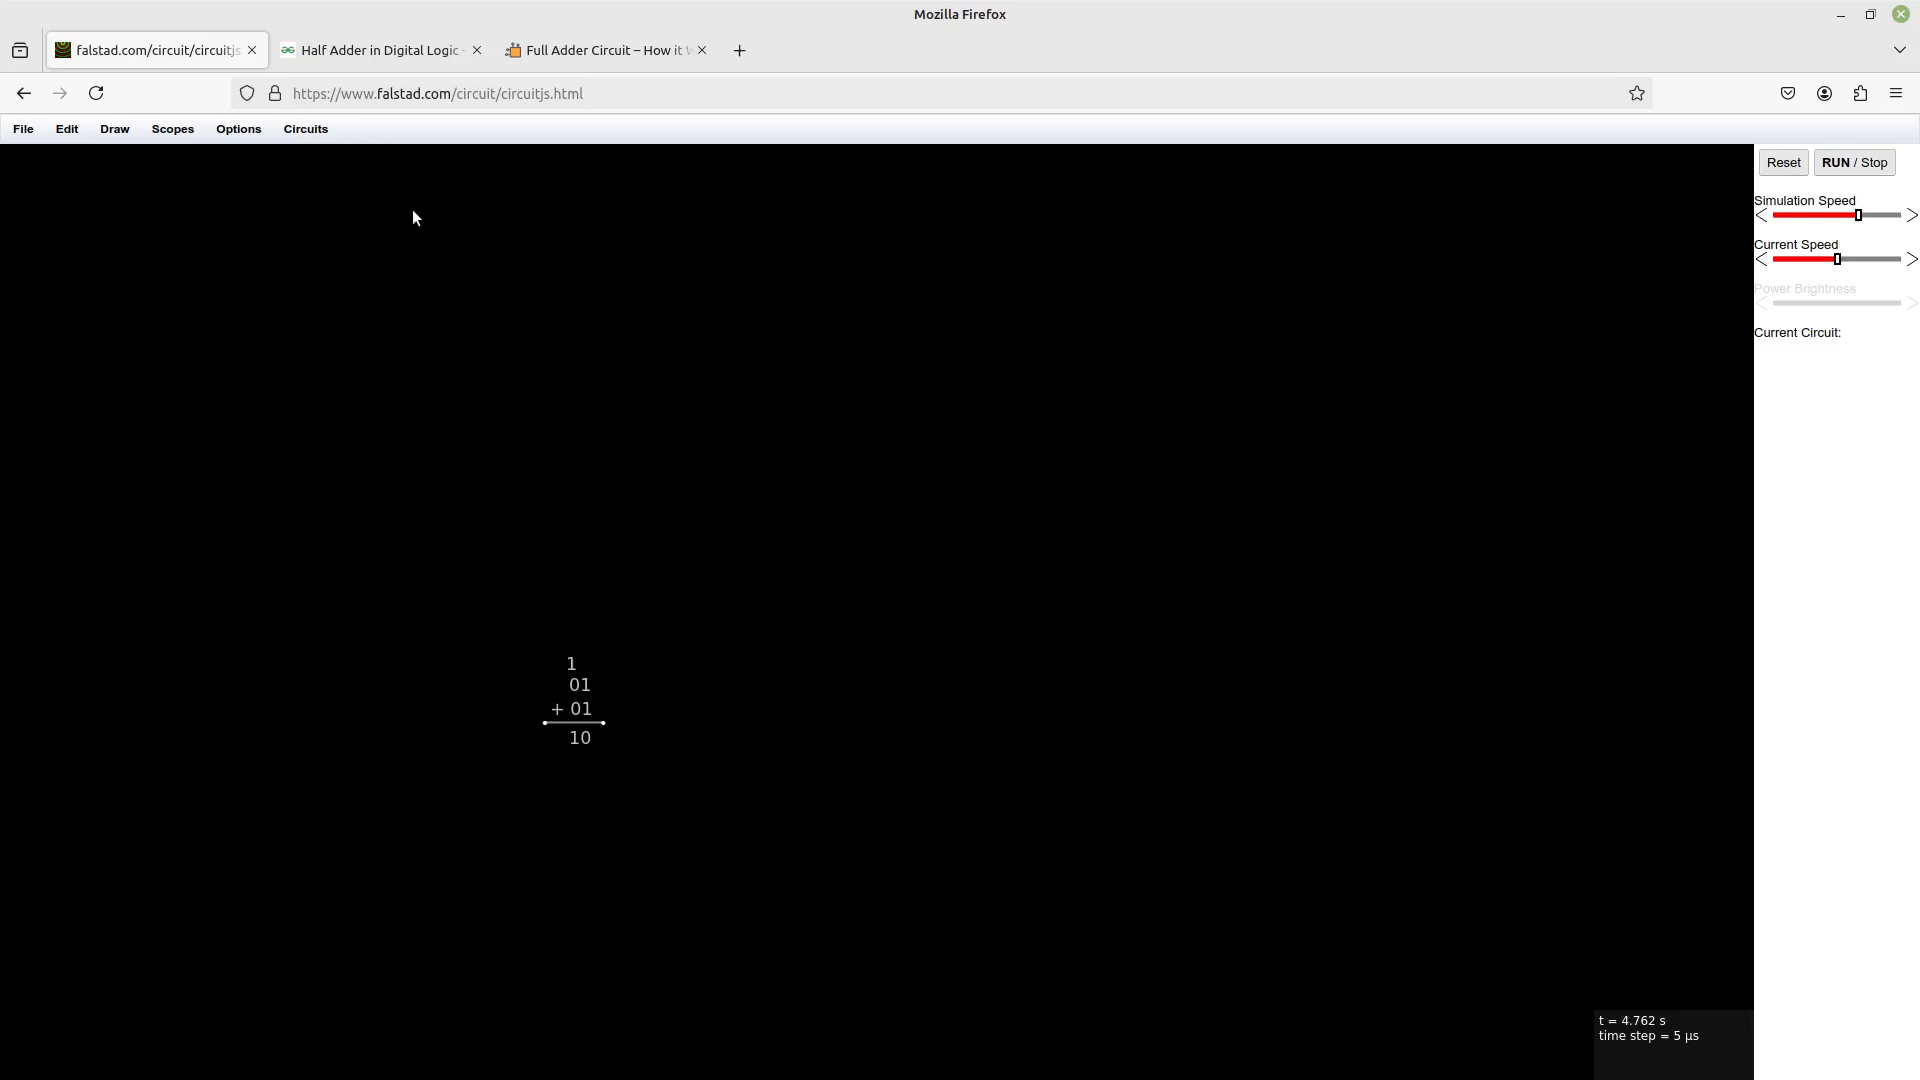 Mozilla Firefox
falstad.com/circuit/circuitjs
Half Adder in Digital Logic
Full Adder Circuit – How it W
https://www.falstad.com/circuit/circuitjs.html
File Edit Draw Scopes Options Circuits
Reset RUN / Stop
Simulation Speed
Current Speed
Power Brightness
Current Circuit:
1
01
+ 01
10
t = 4.762 s
time step = 5 µs